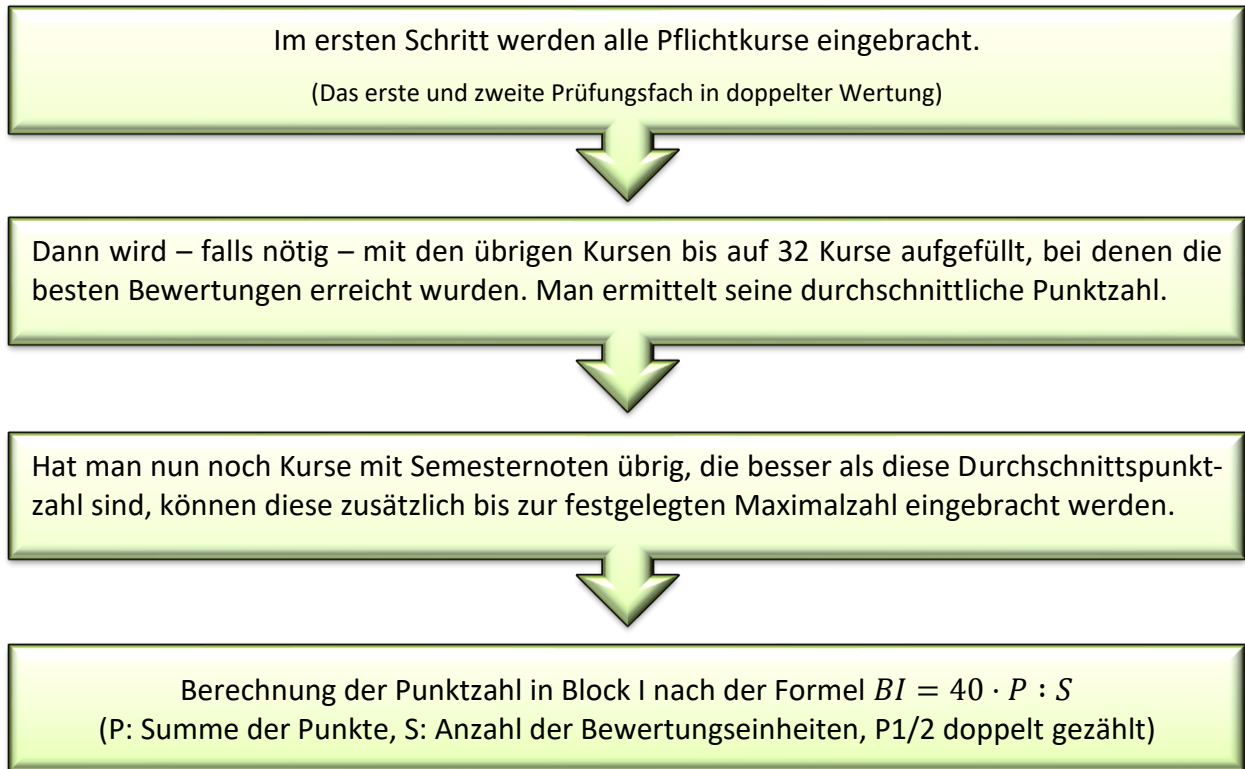 Im ersten Schritt werden alle Pflichtkurse eingebracht.
(Das erste und zweite Prüfungsfach in doppelter Wertung)
Dann wird – falls nötig – mit den übrigen Kursen bis auf 32 Kurse aufgefüllt, bei denen die
besten Bewertungen erreicht wurden. Man ermittelt seine durchschnittliche Punktzahl.
Hat man nun noch Kurse mit Semesternoten übrig, die besser als diese Durchschnittspunkt-
zahl sind, können diese zusätzlich bis zur festgelegten Maximalzahl eingebracht werden.
Berechnung der Punktzahl in Block I nach der Formel BI = 40 · P : S
(P: Summe der Punkte, S: Anzahl der Bewertungseinheiten, P1/2 doppelt gezählt)